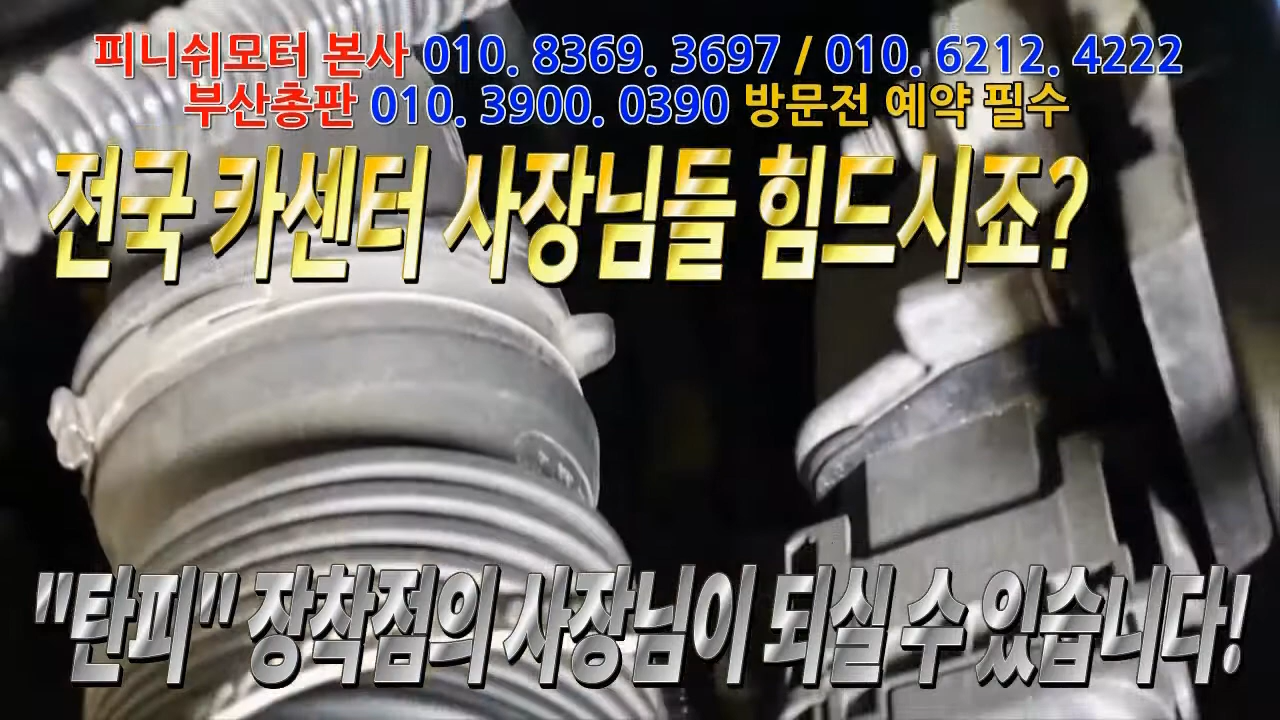 피니쉬모터 본사 010. 8369. 3697 / 010. 6212. 4222
부산총판 010. 3900. 0390 방문전 예약 필수
전국 카센터 사장님들 힘드시죠?
"탄피" 장착점의 사장님이 되실 수 있습니다!